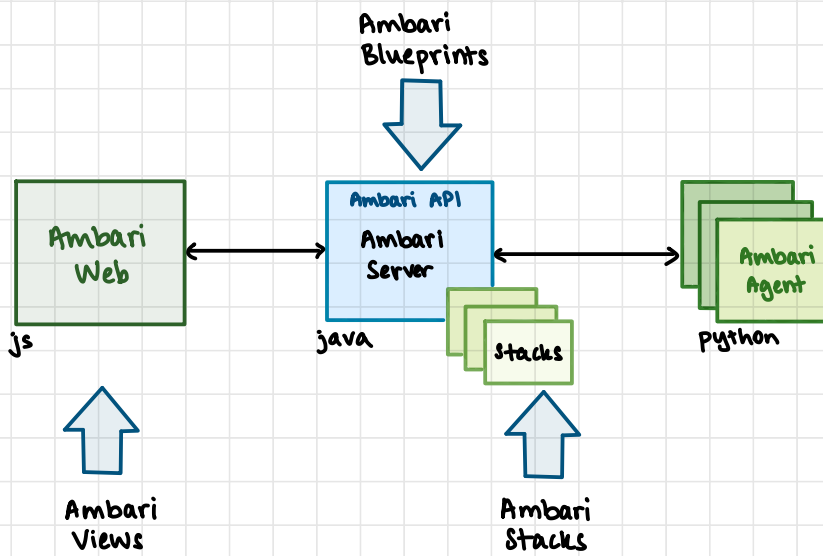 Ambari
Blueprints
Ambari API
Ambari
Server
Ambari
Web
Ambari
Agent
js
java
Stacks
python
Ambari
Views
Ambari
Stacks